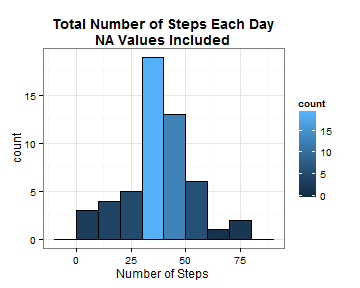 Total Number of Steps Each Day
NA Values Included
count
15
10
5
0
0
25
50
75
Number of Steps
count
15
10
5
0